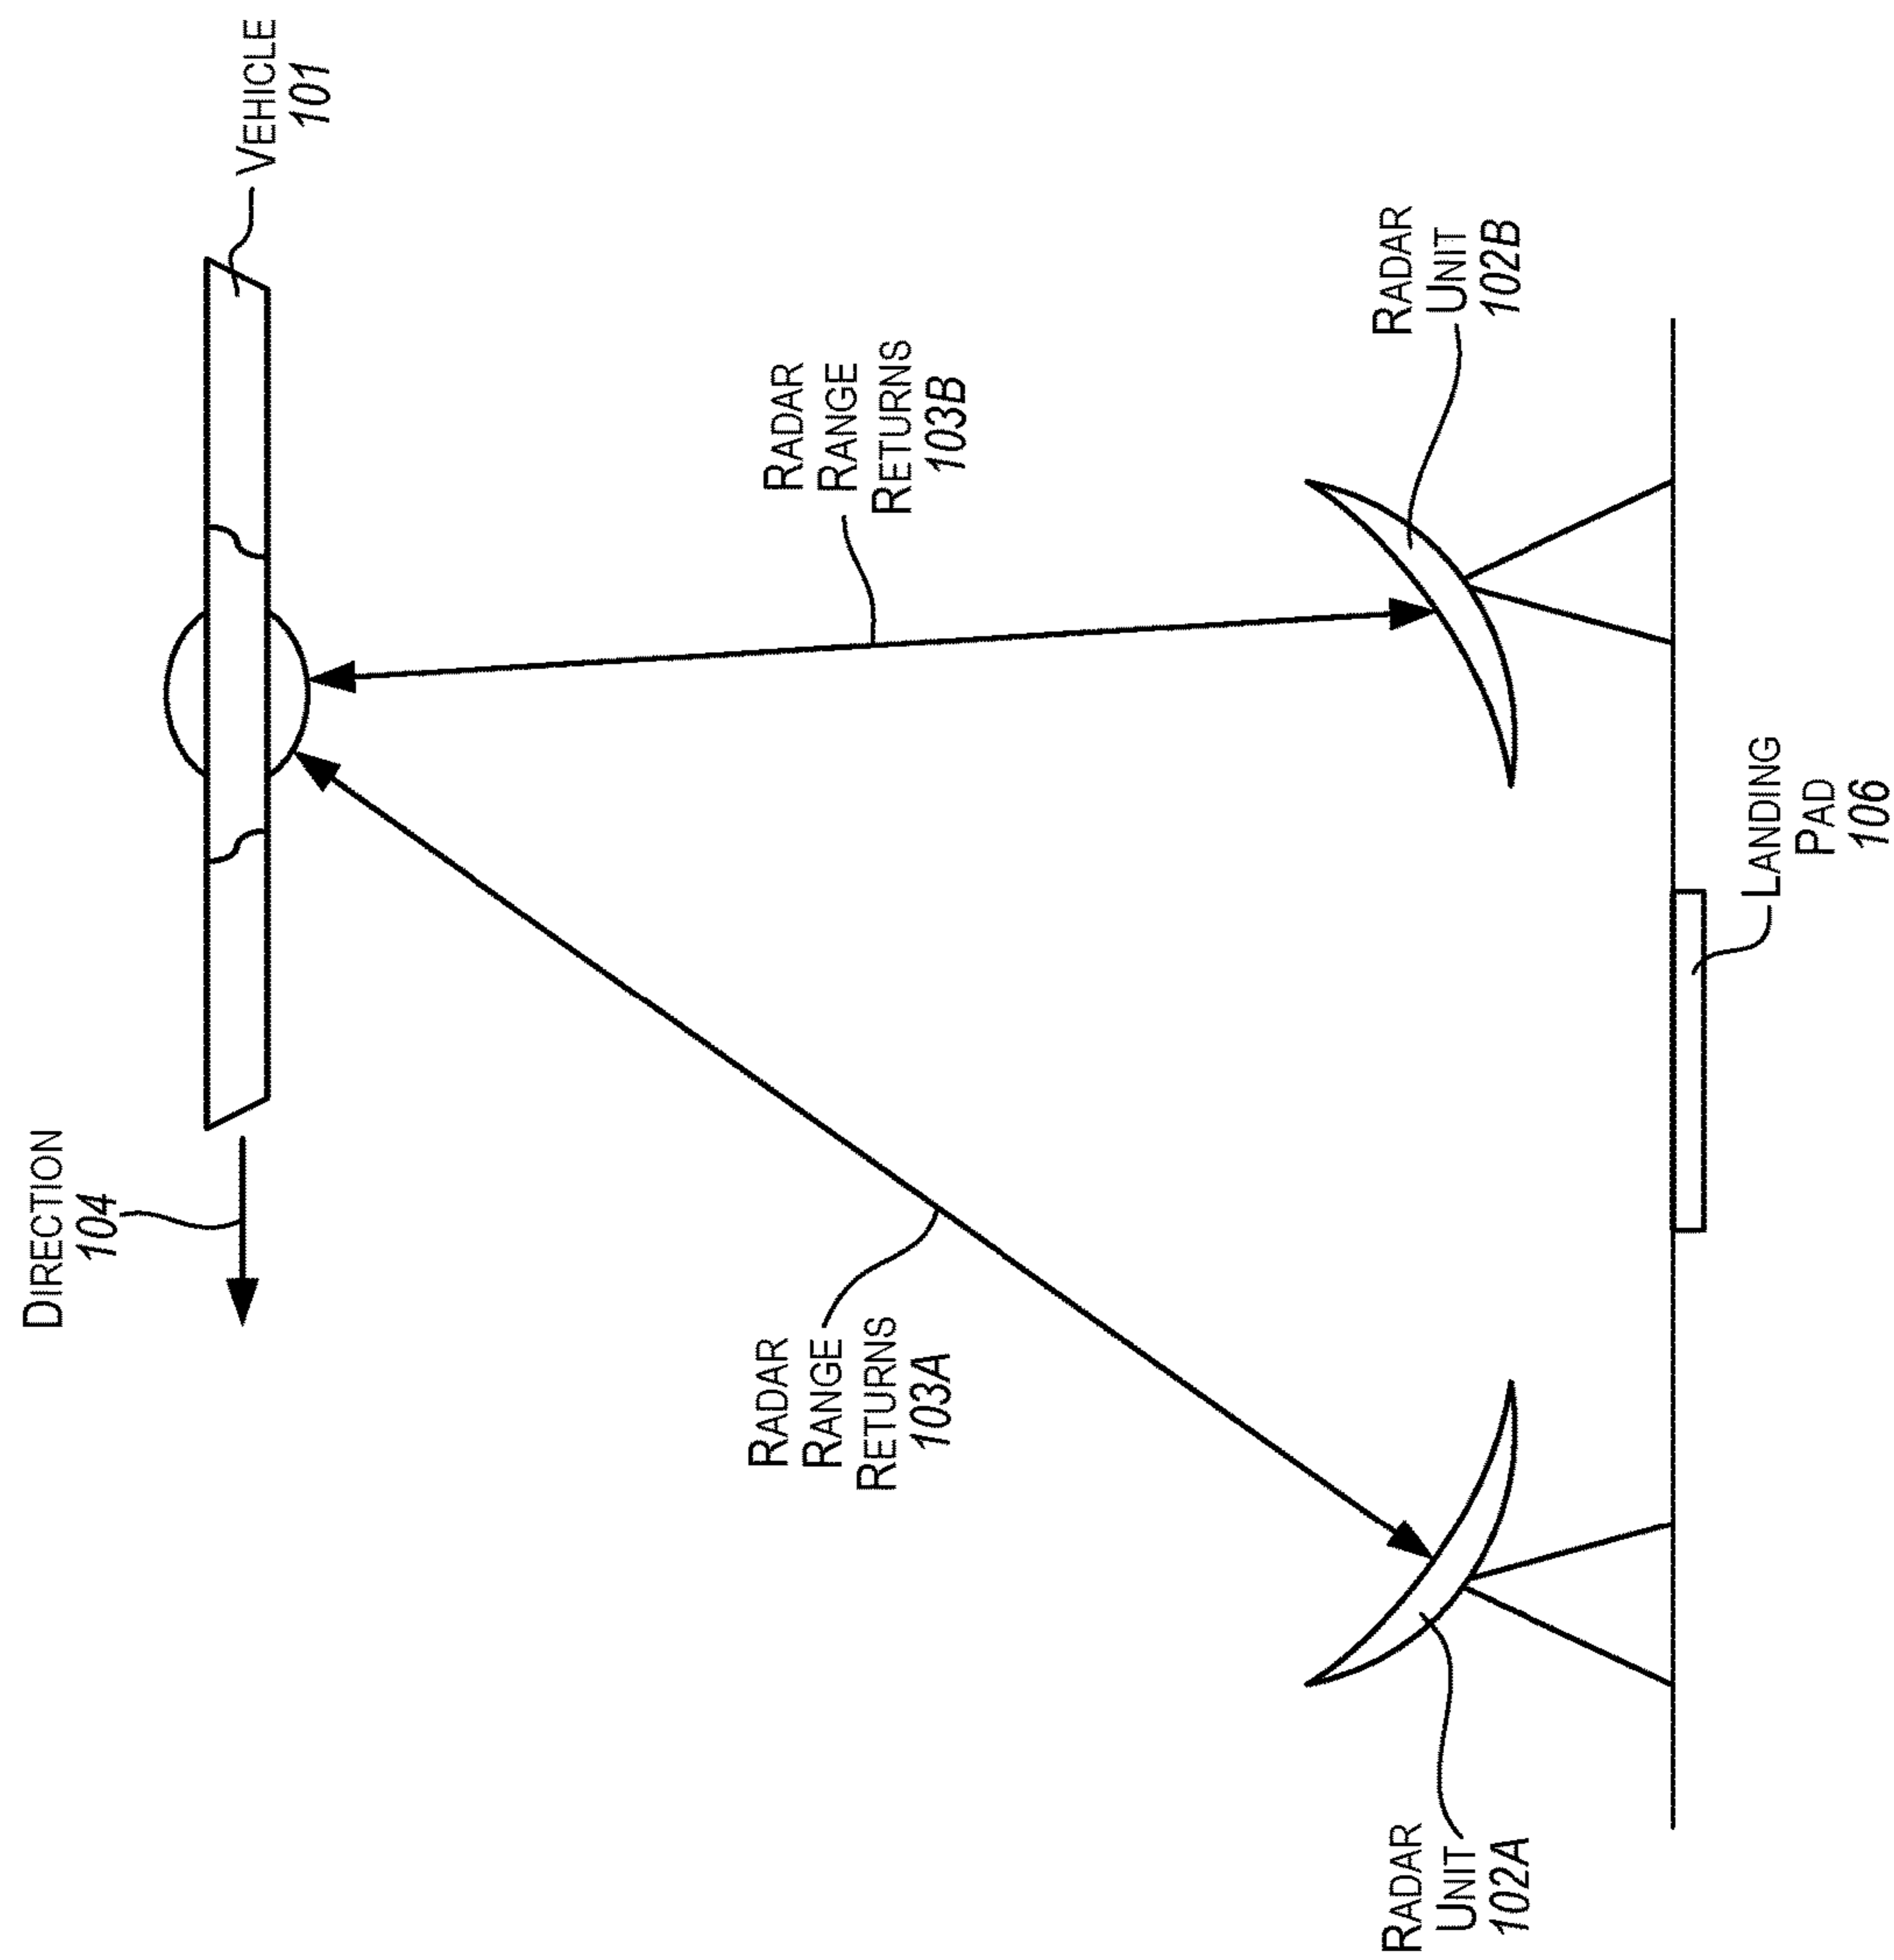 DIRECTION
104
VEHICLE
101
RADAR
RANGE
RETURNS
103A
RADAR
RANGE
RETURNS
103B
RADAR
UNIT
102A
RADAR
UNIT
102B
LANDING
PAD
106